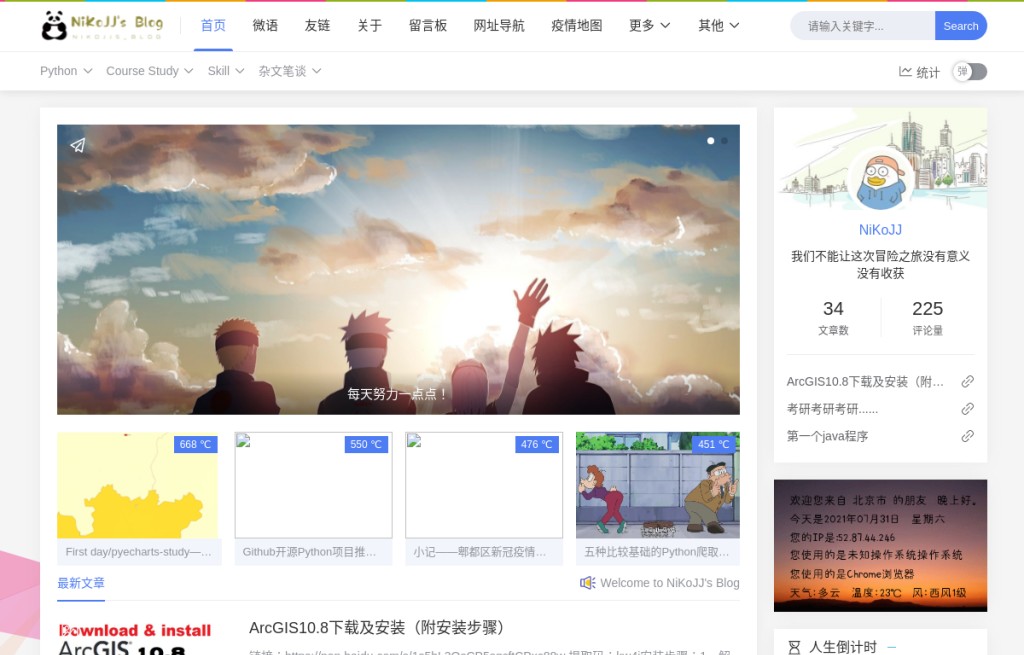 NiKoJJ's Blog
NIKOJJS_BLOG
首页 微语 友链 关于 留言板 网址导航 疫情地图 更多 其他
请输入关键字... Search
Python Course Study Skill 杂文笔谈
统计 弹
每天努力一点点！
NiKoJJ
我们不能让这次冒险之旅没有意义
没有收获
34 225
文章数 评论量
ArcGIS10.8下载及安装（附...
考研考研考研......
第一个java程序
668 ℃ 550 ℃ 476 ℃ 451 ℃
First day/pyecharts-study—... Github开源Python项目推... 小记——郫都区新冠疫情... 五种比较基础的Python爬取...
最新文章 Welcome to NiKoJJ's Blog
欢迎您来自 北京市 的朋友 晚上好。
今天是2021年07月31日 星期六
您的IP是:52.87.44.246
您使用的是未知操作系统操作系统
您使用的是Chrome浏览器
天气:多云 温度:23℃ 风:西风1级
Download & install
ArcGIS 10.8
ArcGIS10.8下载及安装（附安装步骤）
人生倒计时